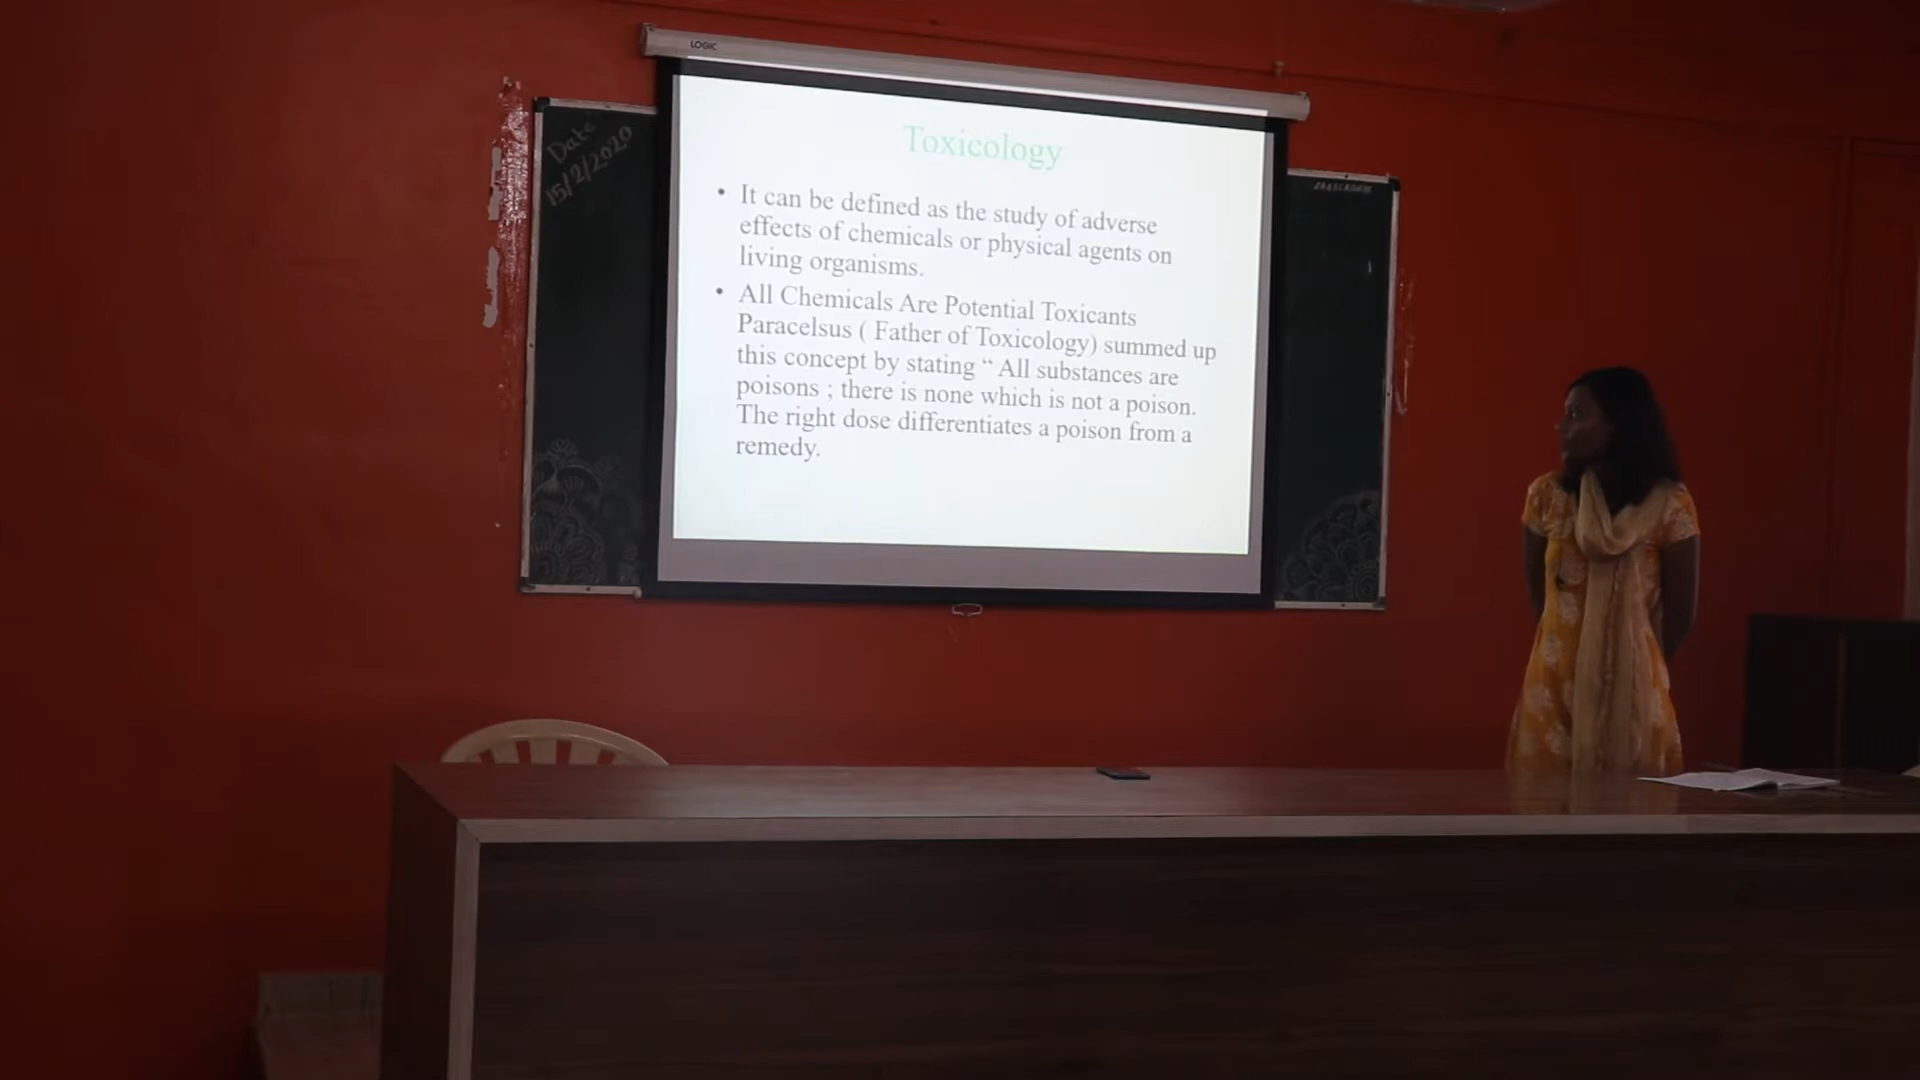 LOGIC
Date
15/2/2020
Toxicology
• It can be defined as the study of adverse
effects of chemicals or physical agents on
living organisms.
• All Chemicals Are Potential Toxicants
Paracelsus ( Father of Toxicology) summed up
this concept by stating “ All substances are
poisons ; there is none which is not a poison.
The right dose differentiates a poison from a
remedy.